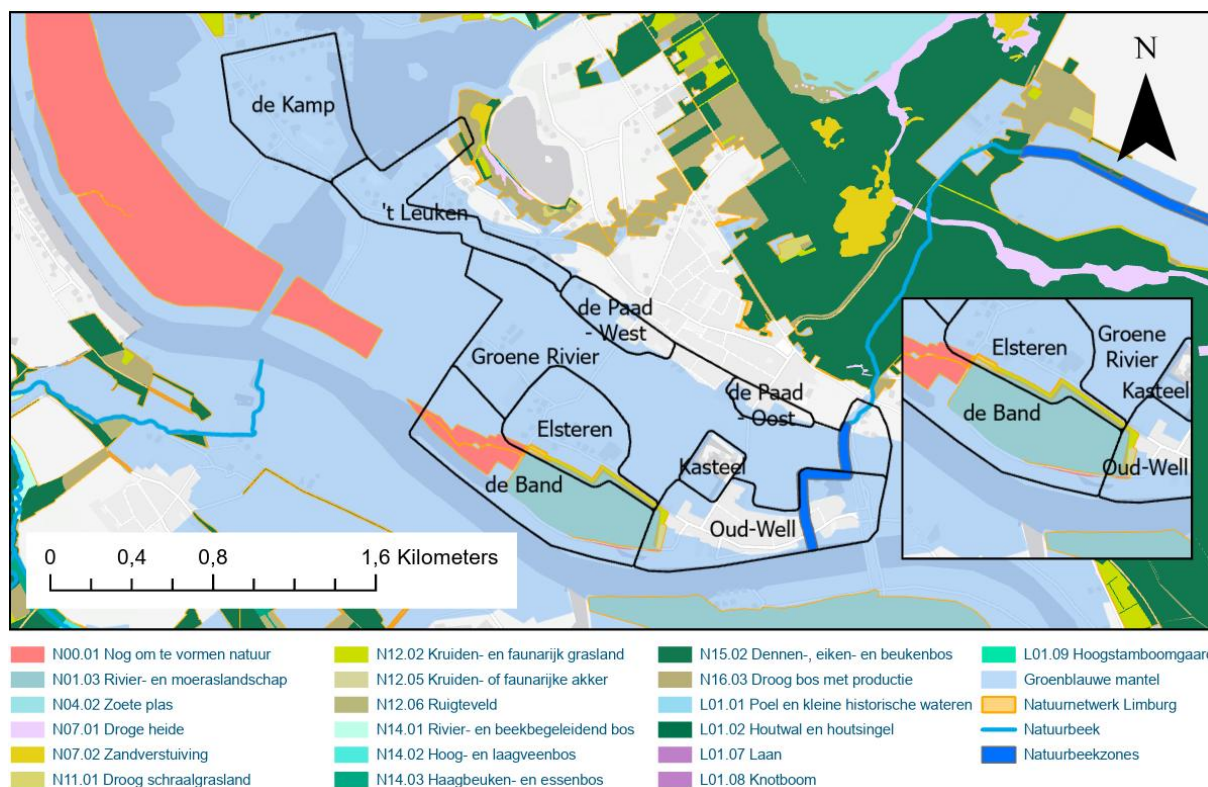 N
de Kamp
't Leuken
de Paad
- West
Groene Rivier
de Paad
- Oost
Elsteren
Kasteel
de Band
Oud-Well
Elsteren
Groene
Rivier
Kasteel
de Band
Oud-Well
0 0,4 0,8 1,6 Kilometers
N00.01 Nog om te vormen natuur
N01.03 Rivier- en moeraslandschap
N04.02 Zoete plas
N07.01 Droge heide
N07.02 Zandverstuiving
N11.01 Droog schraalgrasland
N12.02 Kruiden- en faunarijk grasland
N12.05 Kruiden- of faunarijke akker
N12.06 Ruigteveld
N14.01 Rivier- en beekbegeleidend bos
N14.02 Hoog- en laagveenbos
N14.03 Haagbeuken- en essenbos
N15.02 Dennen-, eiken- en beukenbos
N16.03 Droog bos met productie
L01.01 Poel en kleine historische wateren
L01.02 Houtwal en houtsingel
L01.07 Laan
L01.08 Knotboom
L01.09 Hoogstamboomgaard
Groenblauwe mantel
Natuurnetwerk Limburg
Natuurbeek
Natuurbeekzones